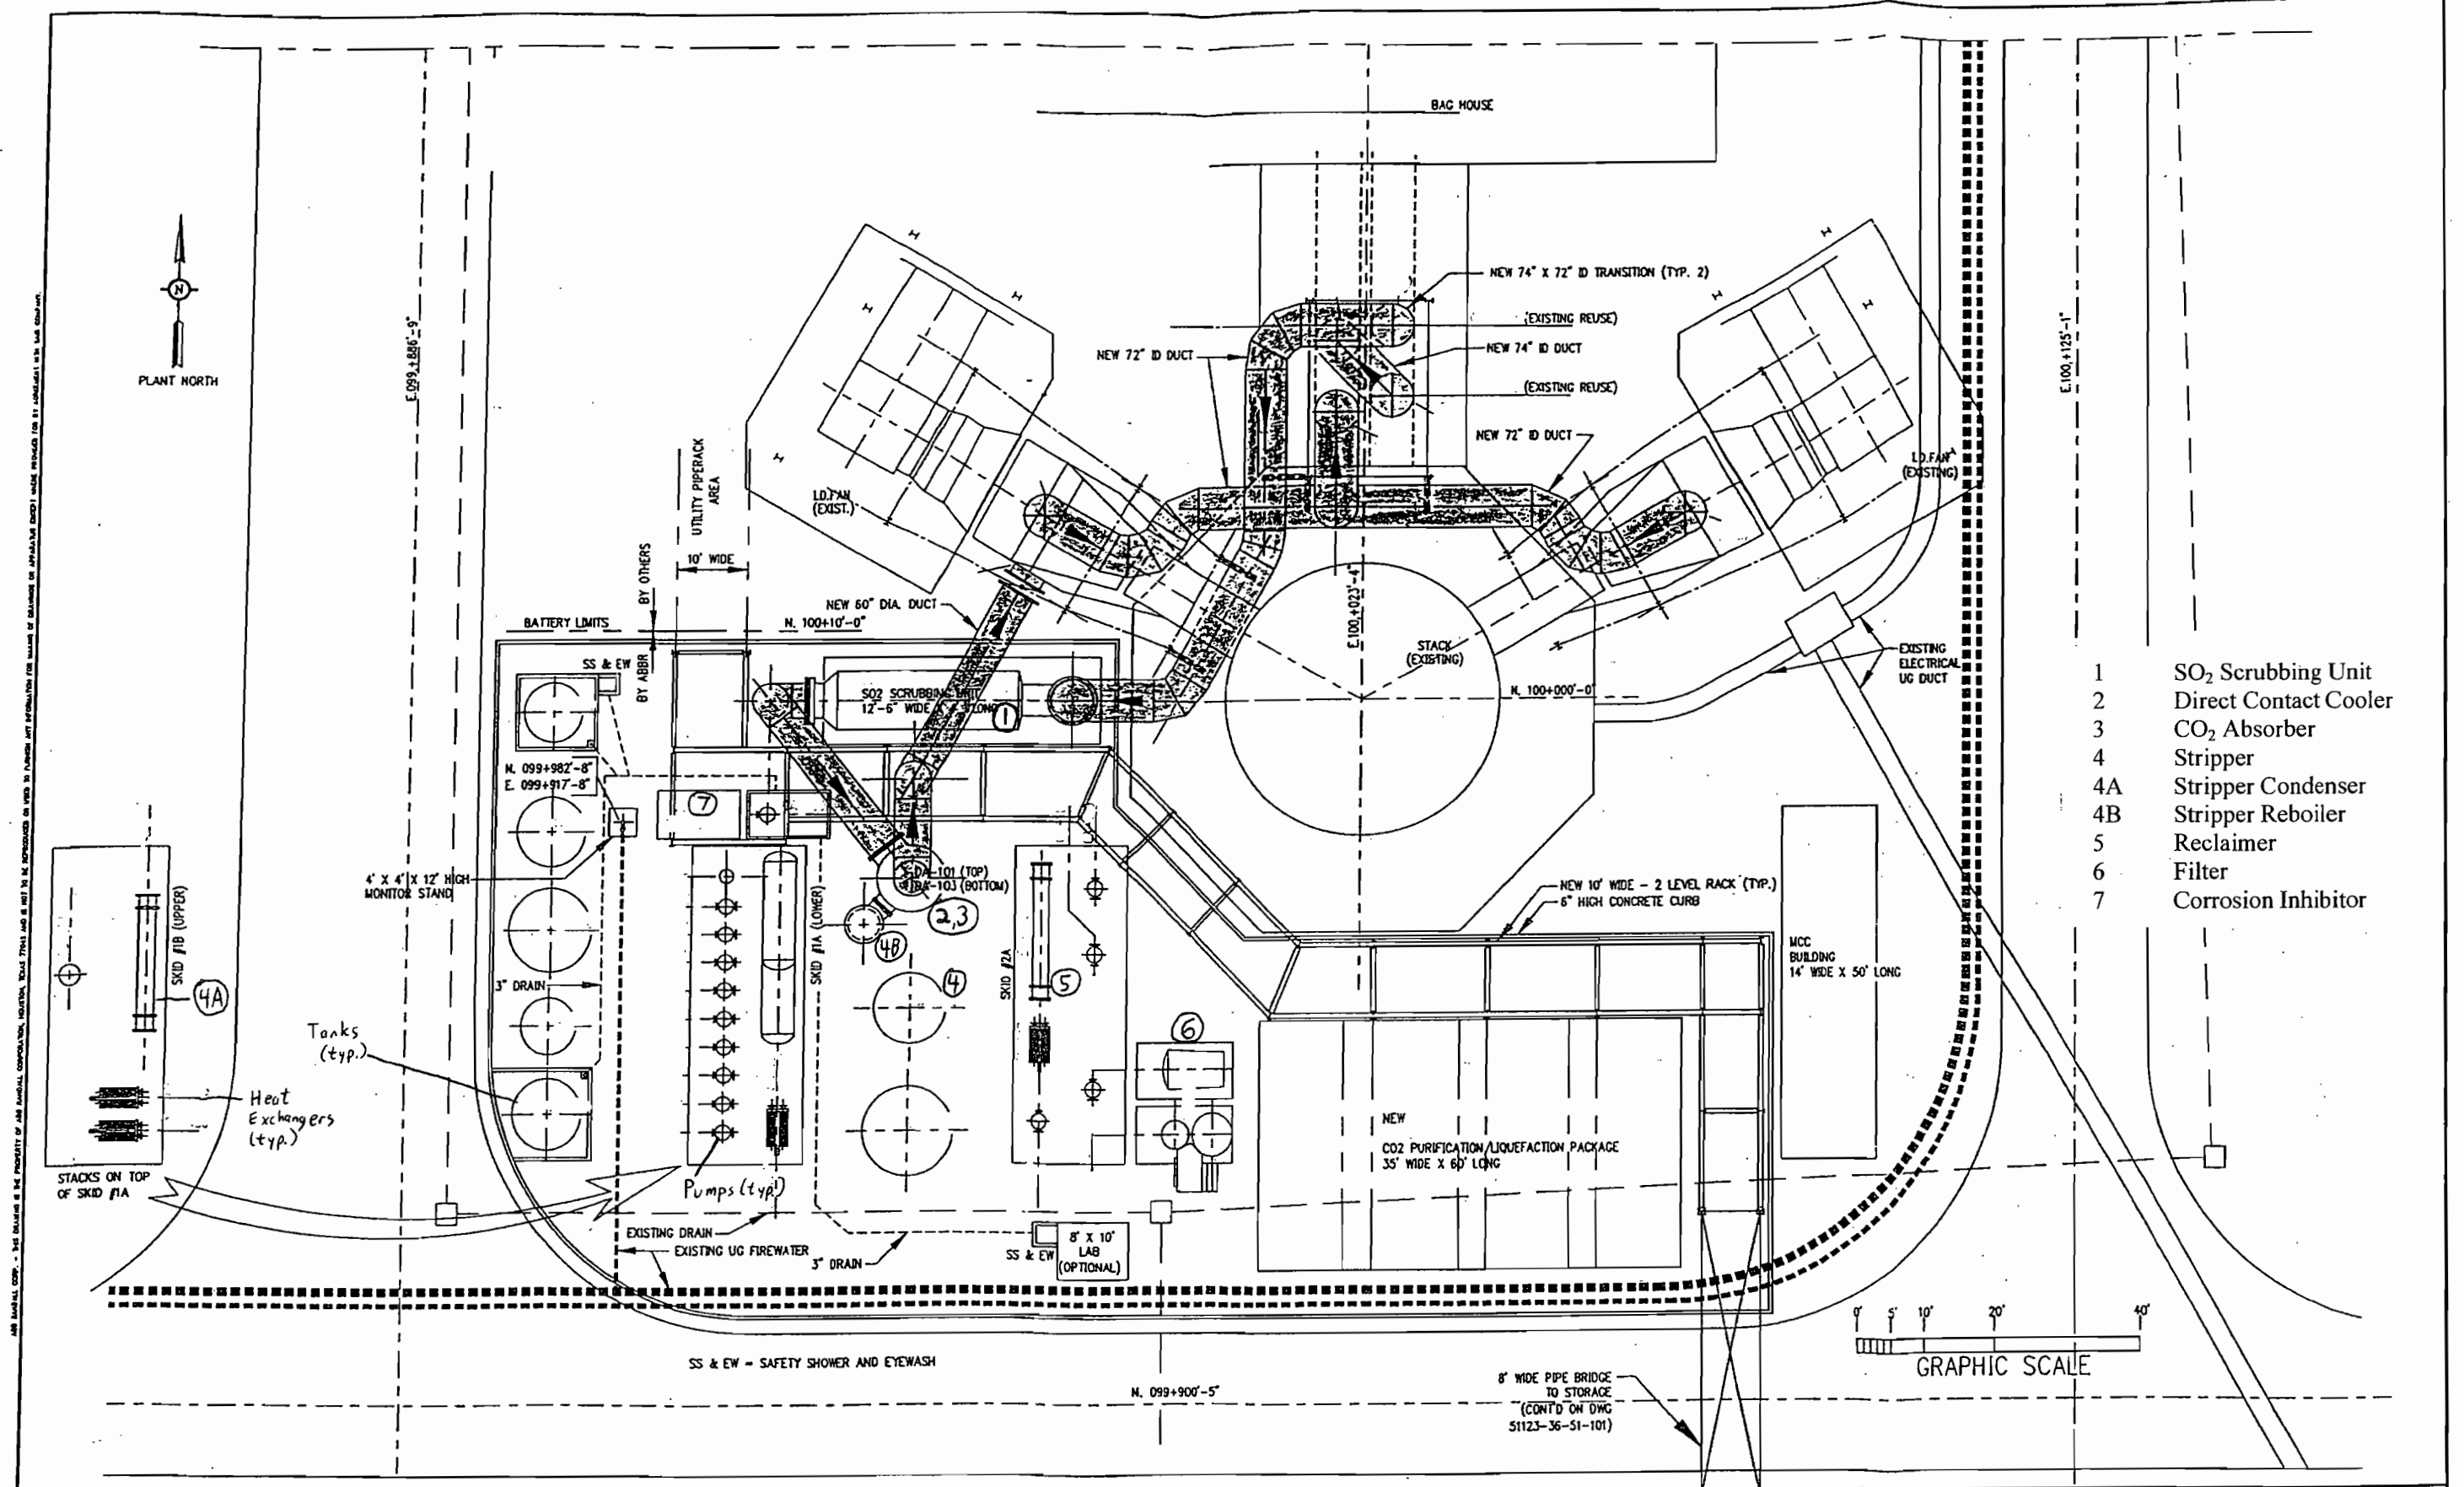 BAG HOUSE
NEW 74" X 72" ID TRANSITION (TYP. 2)
(EXISTING REUSE)
NEW 74" ID DUCT
(EXISTING REUSE)
NEW 72" ID DUCT
NEW 72" ID DUCT
PLANT NORTH
N
E.099,+886'-9"
E.100,+125'-1"
UTILITY PIPERACK
AREA
10' WIDE
I.D.FAN
(EXIST.)
I.D.FAN
(EXISTING)
BY OTHERS
BY ABBR
NEW 60" DIA. DUCT
BATTERY LIMITS
N. 100+10'-0"
E.100,+023'-4"
STACK
(EXISTING)
N. 100+000'-0"
EXISTING
ELECTRICAL
UG DUCT
SS & EW
SO2 SCRUBBING UNIT
12'-6" WIDE X LONG
1
N. 099+982'-8"
E. 099+917'-8"
7
4' X 4' X 12' HIGH
MONITOR STAND
DA-101 (TOP)
DA-103 (BOTTOM)
2,3
4B
4
SKID #1A (LOWER)
SKID #2A
5
6
SKID #1B (UPPER)
4A
3" DRAIN
Tanks
(typ.)
Heat
Exchangers
(typ.)
STACKS ON TOP
OF SKID #1A
Pumps (typ.)
EXISTING DRAIN
EXISTING UG FIREWATER
3" DRAIN
SS & EW
8' X 10'
LAB
(OPTIONAL)
NEW 10' WIDE - 2 LEVEL RACK (TYP.)
6" HIGH CONCRETE CURB
MCC
BUILDING
14' WIDE X 50' LONG
NEW
CO2 PURIFICATION/LIQUEFACTION PACKAGE
35' WIDE X 60' LONG
1 SO₂ Scrubbing Unit
2 Direct Contact Cooler
3 CO₂ Absorber
4 Stripper
4A Stripper Condenser
4B Stripper Reboiler
5 Reclaimer
6 Filter
7 Corrosion Inhibitor
0' 5' 10' 20' 40'
GRAPHIC SCALE
SS & EW = SAFETY SHOWER AND EYEWASH
N. 099+900'-5"
8' WIDE PIPE BRIDGE
TO STORAGE
(CONT'D ON DWG
51123-36-51-101)